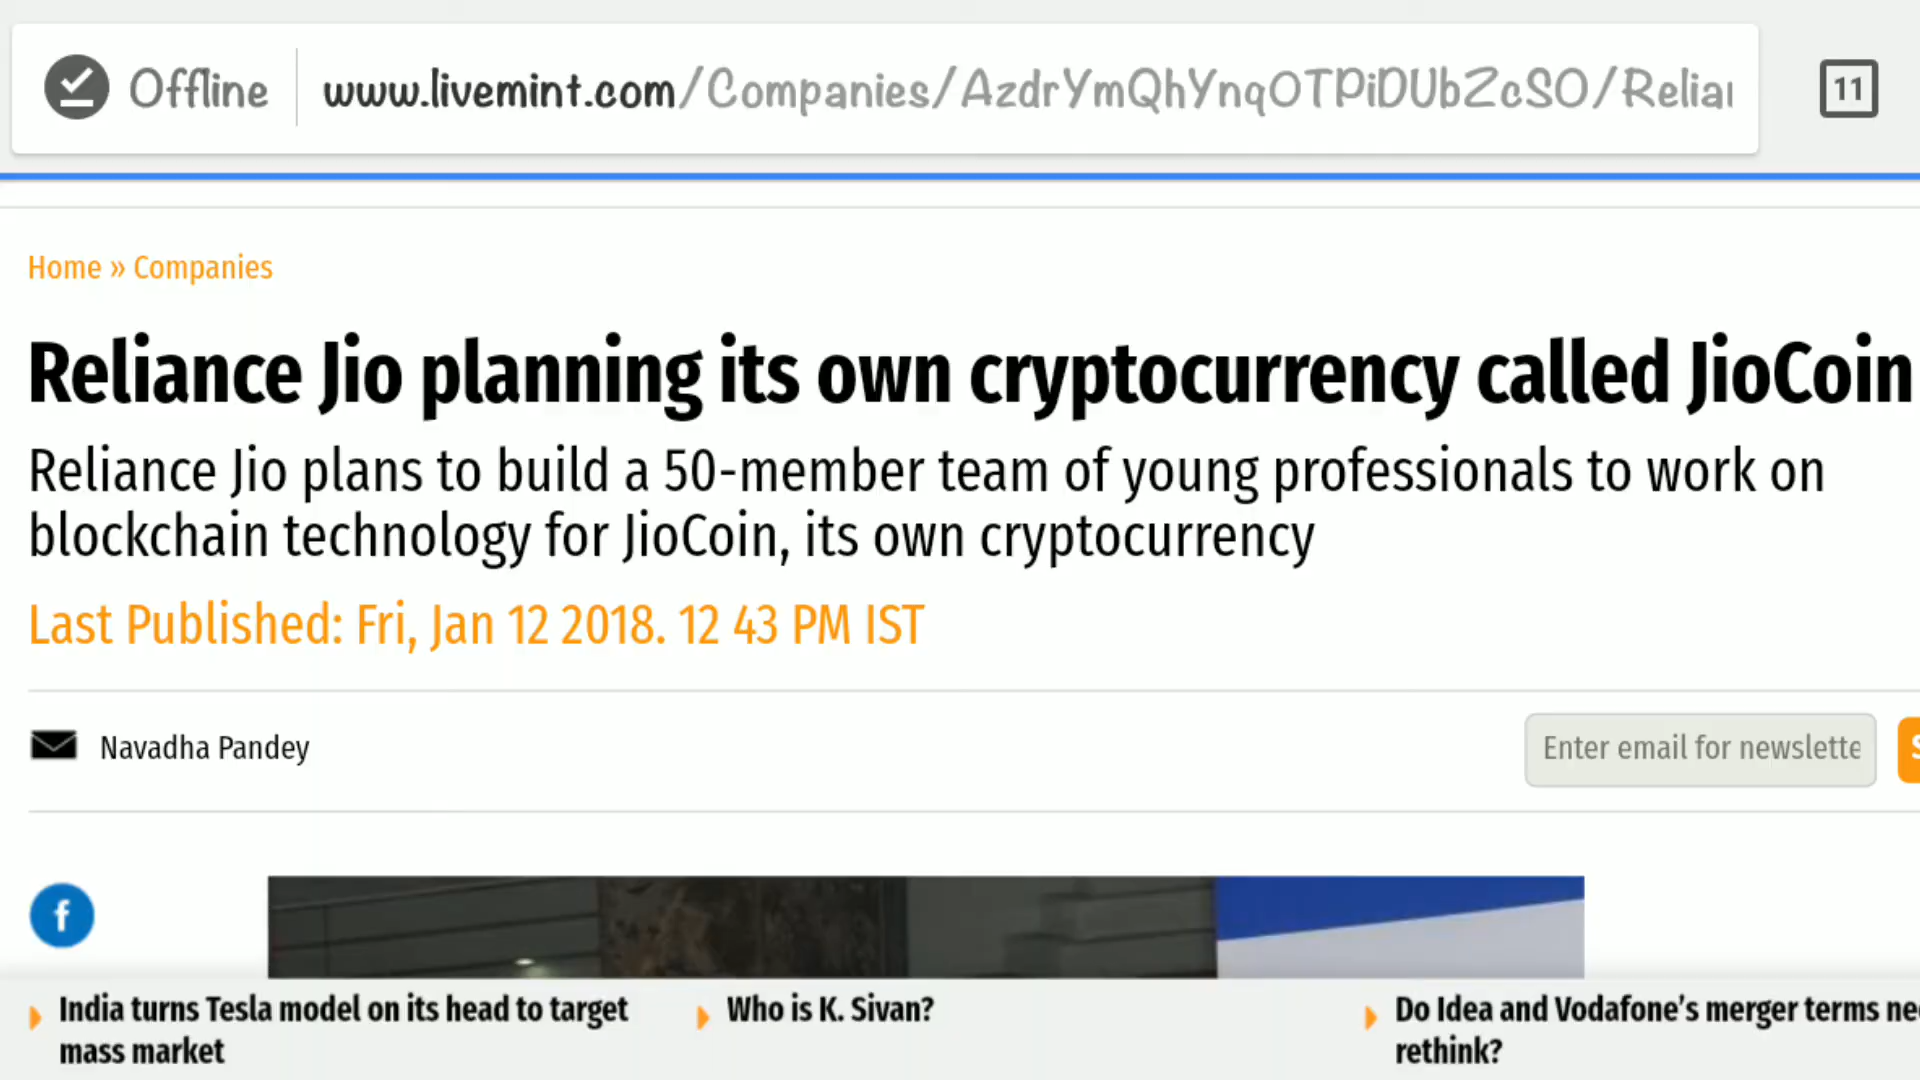 Offline
www.livemint.com/Companies/AzdrYmQhYnqOTPiDUbZcSO/Relia
11
Home » Companies
Reliance Jio planning its own cryptocurrency called JioCoin
Reliance Jio plans to build a 50-member team of young professionals to work on
blockchain technology for JioCoin, its own cryptocurrency
Last Published: Fri, Jan 12 2018. 12 43 PM IST
Navadha Pandey
Enter email for newslette
f
India turns Tesla model on its head to target
mass market
Who is K. Sivan?
Do Idea and Vodafone's merger terms ne
rethink?